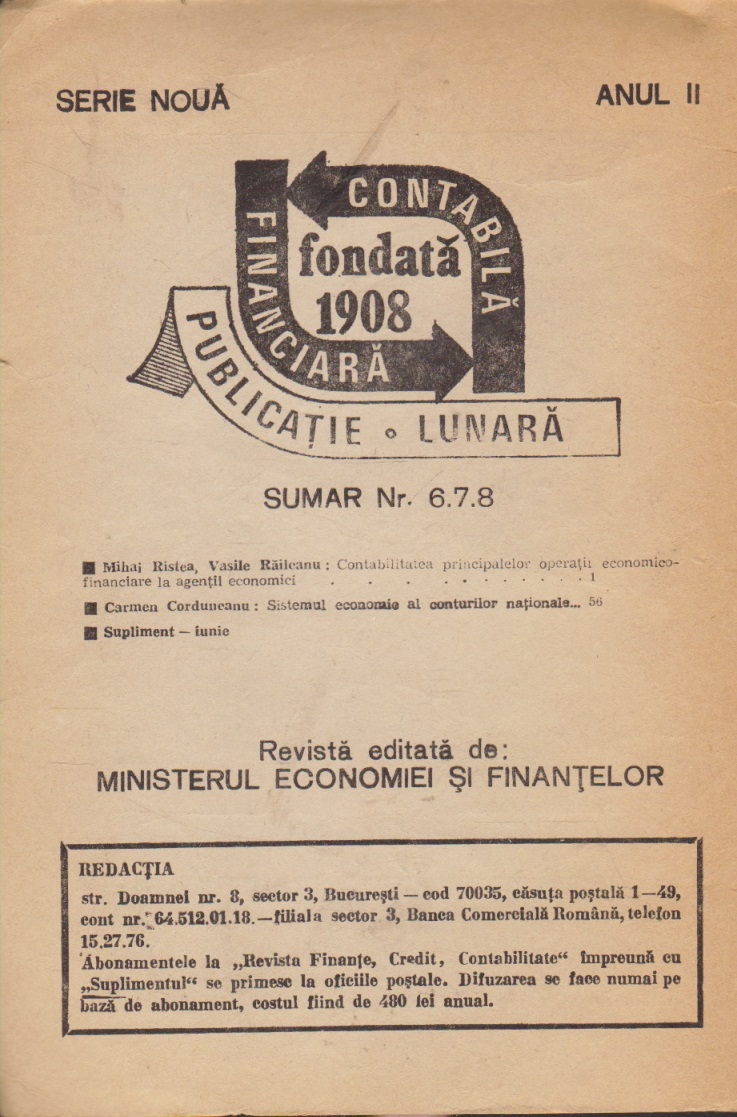 SERIE NOUĂ
ANUL II
CONTABILĂ
FINANCIARĂ
fondată
1908
PUBLICAȚIE • LUNARĂ
SUMAR Nr. 6.7.8
■ Mihai Ristea, Vasile Răileanu : Contabilitatea principalelor operații economico-
financiare la agenții economici . . . . . . . . . . . . 1
■ Carmen Corduneanu : Sistemul economic al conturilor naționale... 56
■ Supliment — iunie
Revistă editată de:
MINISTERUL ECONOMIEI ȘI FINANȚELOR
REDACȚIA
str. Doamnei nr. 8, sector 3, București — cod 70035, căsuța poștală 1—49,
cont nr. 64.512.01.18. —filiala sector 3, Banca Comercială Română, telefon
15.27.76.
Abonamentele la „Revista Finanțe, Credit, Contabilitate“ împreună cu
„Suplimentul“ se primesc la oficiile poștale. Difuzarea se face numai pe
bază de abonament, costul fiind de 480 lei anual.